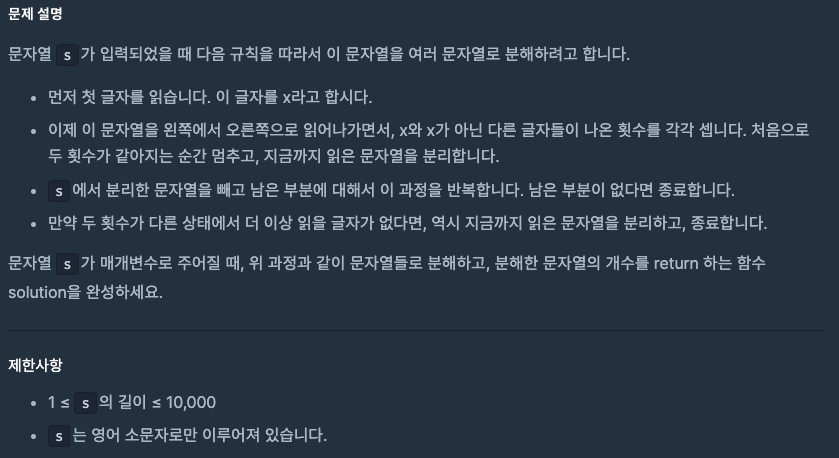 문제 설명
문자열 s가 입력되었을 때 다음 규칙을 따라서 이 문자열을 여러 문자열로 분해하려고 합니다.
• 먼저 첫 글자를 읽습니다. 이 글자를 x라고 합시다.
• 이제 이 문자열을 왼쪽에서 오른쪽으로 읽어나가면서, x와 x가 아닌 다른 글자들이 나온 횟수를 각각 셉니다. 처음으로
두 횟수가 같아지는 순간 멈추고, 지금까지 읽은 문자열을 분리합니다.
• s에서 분리한 문자열을 빼고 남은 부분에 대해서 이 과정을 반복합니다. 남은 부분이 없다면 종료합니다.
• 만약 두 횟수가 다른 상태에서 더 이상 읽을 글자가 없다면, 역시 지금까지 읽은 문자열을 분리하고, 종료합니다.
문자열 s가 매개변수로 주어질 때, 위 과정과 같이 문자열들로 분해하고, 분해한 문자열의 개수를 return 하는 함수
solution을 완성하세요.
제한사항
• 1 ≤ s의 길이 ≤ 10,000
• s는 영어 소문자로만 이루어져 있습니다.